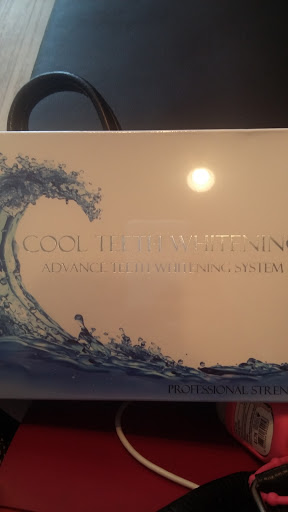 COOL TEETH WHITENING
ADVANCE TEETH WHITENING SYSTEM
PROFESSIONAL STREN